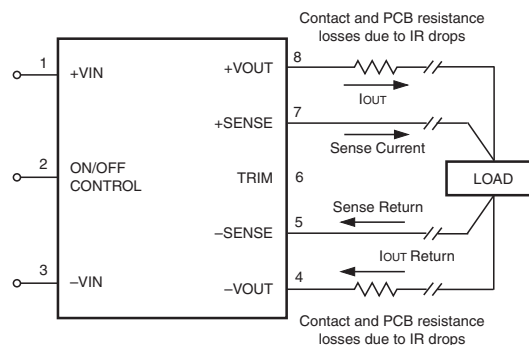 Contact and PCB resistance
losses due to IR drops
1
+VIN
+VOUT
8
IOUT
7
+SENSE
Sense Current
2
ON/OFF
CONTROL
TRIM
6
LOAD
Sense Return
5
–SENSE
IOUT Return
3
–VIN
–VOUT
4
Contact and PCB resistance
losses due to IR drops